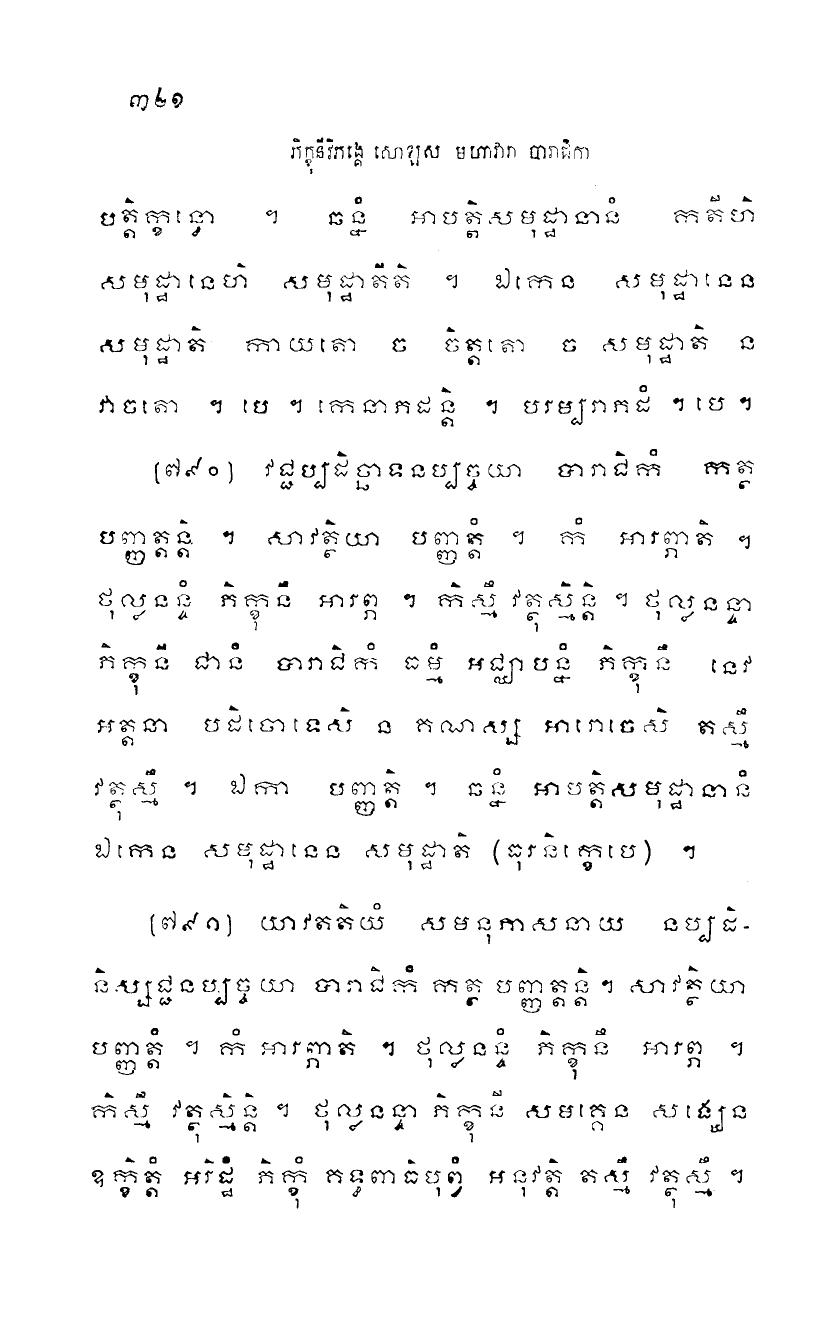 ៣៤១
ភិក្ខុនីវិភង្គេ សោឡស មហាវារា បារាជិកា
បត្តិក្ខន្ធោ ។ ឆន្នំ អាបត្តិសមុដ្ឋានានំ កតីហិ
សមុដ្ឋានេហិ សមុដ្ឋាតីតិ ។ ឯកេន សមុដ្ឋានេន
សមុដ្ឋាតិ កាយតោ ច ចិត្តតោ ច សមុដ្ឋាតិ ន
វាចតោ ។ បេ ។ កេនាភដន្តិ ។ បរម្បរាភដំ ។ បេ ។
(៧៩០) វជ្ជប្បដិច្ឆាទនប្បច្ចយា បារាជិកំ កត្ថ
បញ្ញត្តន្តិ ។ សាវត្ថិយា បញ្ញត្តំ ។ កំ អារព្ភាតិ ។
ថុល្លនន្ទំ ភិក្ខុនឹ អារព្ភ ។ កិស្មឹ វត្ថុស្មិន្តិ ។ ថុល្លនន្ទា
ភិក្ខុនី ជានំ បារាជិកំ ធម្មំ អជ្ឈាបន្នំ ភិក្ខុនឹ នេវ
អត្តនា បដិចោទេសិ ន គណស្ស អារោចេសិ តស្មឹ
វត្ថុស្មឹ ។ ឯកា បញ្ញត្តិ ។ ឆន្នំ អាបត្តិសមុដ្ឋានានំ
ឯកេន សមុដ្ឋានេន សមុដ្ឋាតិ (ធុរនិក្ខេបេ) ។
(៧៩១) យាវតតិយំ សមនុភាសនាយ នប្បដិ-
និស្សជ្ជនប្បច្ចយា បារាជិកំ កត្ថ បញ្ញត្តន្តិ ។ សាវត្ថិយា
បញ្ញត្តំ ។ កំ អារព្ភាតិ ។ ថុល្លនន្ទំ ភិក្ខុនឹ អារព្ភ ។
កិស្មឹ វត្ថុស្មិន្តិ ។ ថុល្លនន្ទា ភិក្ខុនី សមគ្គេន សង្ឃេន
ឧក្ខិត្តំ អរិដ្ឋំ ភិក្ខុំ គទ្ធពាធិបុព្វំ អនុវត្តិ តស្មឹ វត្ថុស្មឹ ។